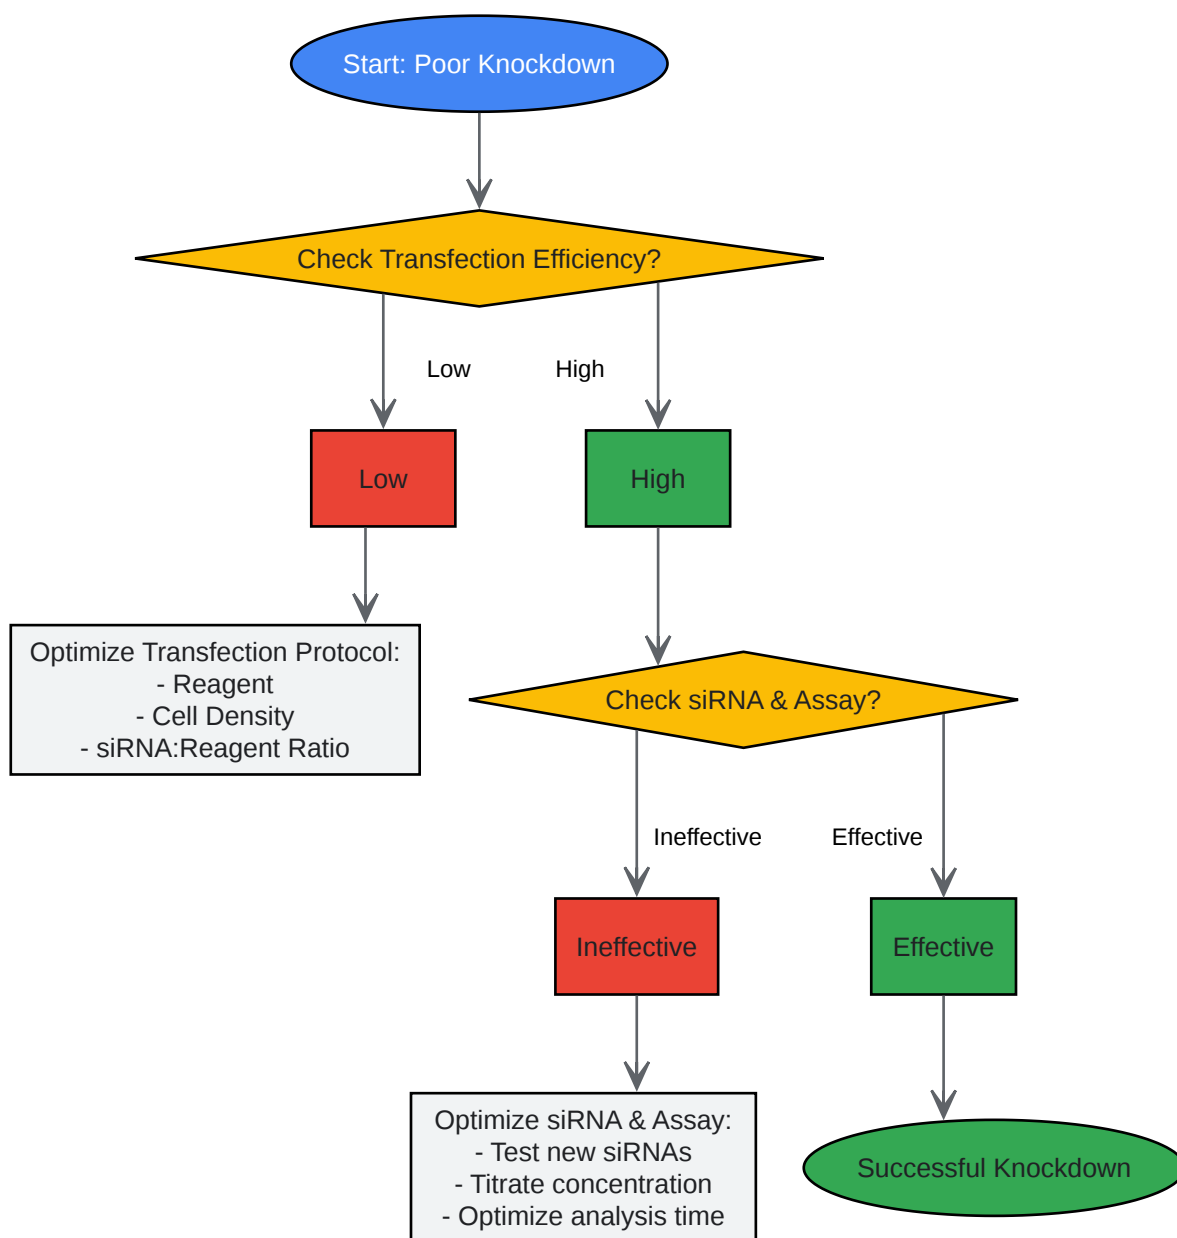 Start: Poor Knockdown
Check Transfection Efficiency?
Low
High
Low
High
Optimize Transfection Protocol:
- Reagent
- Cell Density
- siRNA:Reagent Ratio
Check siRNA & Assay?
Ineffective
Effective
Ineffective
Effective
Optimize siRNA & Assay:
- Test new siRNAs
- Titrate concentration
- Optimize analysis time
Successful Knockdown